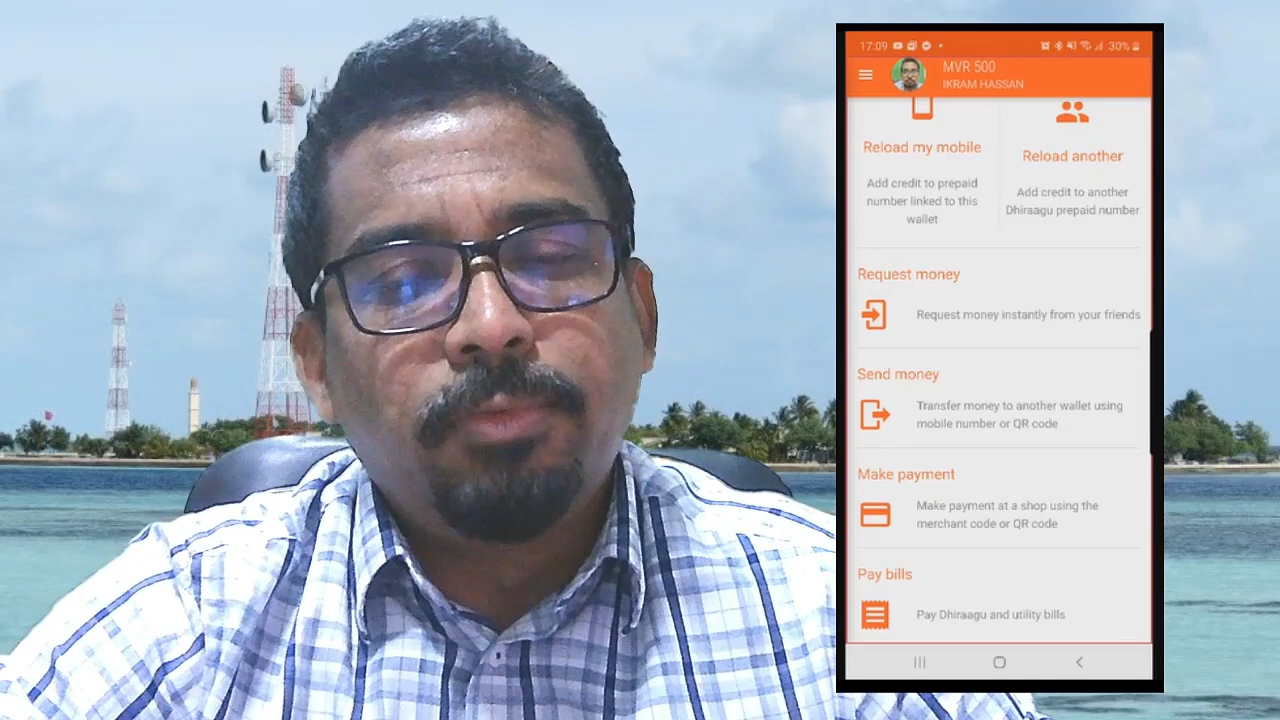 17:09
30%
MVR 500
IKRAM HASSAN
Reload my mobile
Add credit to prepaid
number linked to this
wallet
Reload another
Add credit to another
Dhiraagu prepaid number
Request money
Request money instantly from your friends
Send money
Transfer money to another wallet using
mobile number or QR code
Make payment
Make payment at a shop using the
merchant code or QR code
Pay bills
Pay Dhiraagu and utility bills